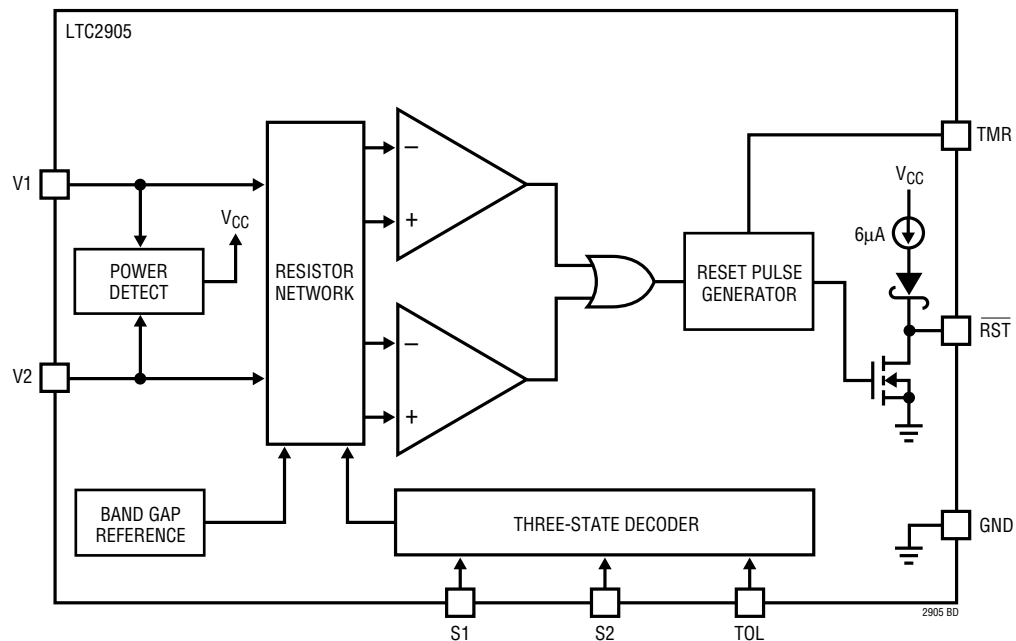 LTC2905
TMR
V1
VCC
VCC
6µA
POWER
DETECT
RESISTOR
NETWORK
−
+
RESET PULSE
GENERATOR
RST
V2
−
+
BAND GAP
REFERENCE
THREE-STATE DECODER
GND
S1
S2
TOL
2905 BD